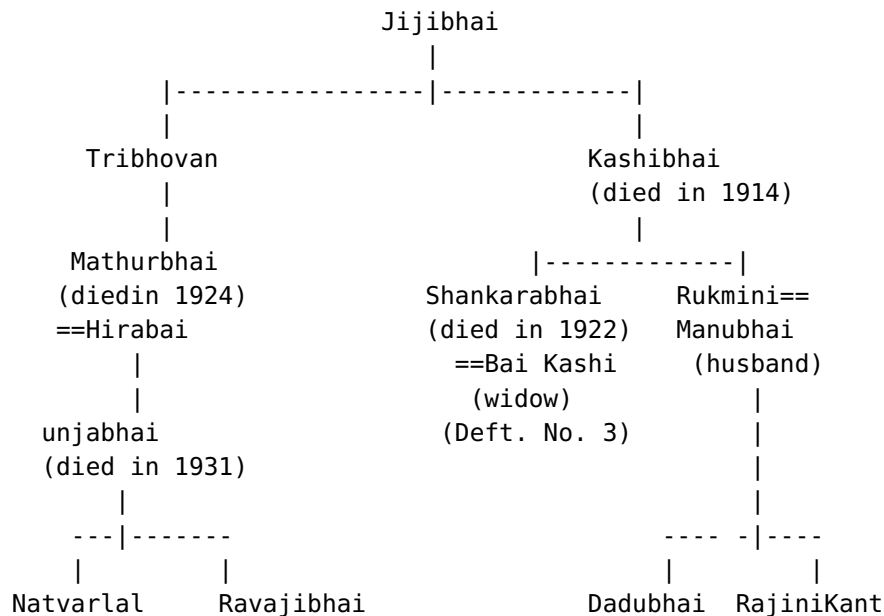 Jijibhai
|
|-----------------|-------------|
| |
Tribhovan Kashibhai
| (died in 1914)
| |
Mathurbhai |-------------|
(diedin 1924) Shankarabhai Rukmini==
==Hirabai (died in 1922) Manubhai
| ==Bai Kashi (husband)
| (widow) |
unjabhai (Deft. No. 3) |
(died in 1931) |
| |
---|------- ---- -|----
| | | |
Natvarlal Ravajibhai Dadubhai RajiniKant